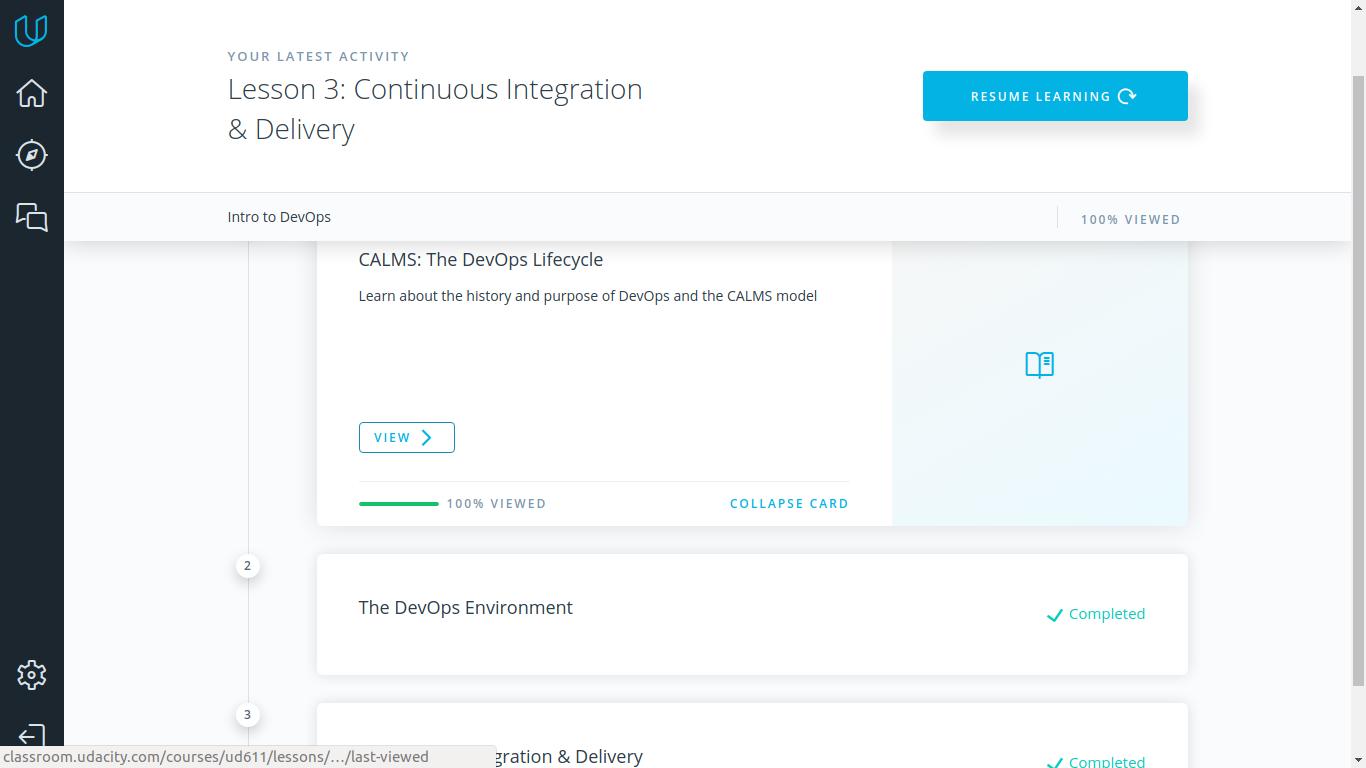 YOUR LATEST ACTIVITY
Lesson 3: Continuous Integration
& Delivery
RESUME LEARNING
Intro to DevOps
100% VIEWED
CALMS: The DevOps Lifecycle
Learn about the history and purpose of DevOps and the CALMS model
VIEW
100% VIEWED
COLLAPSE CARD
2
The DevOps Environment
Completed
3
gration & Delivery
Completed
classroom.udacity.com/courses/ud611/lessons/…/last-viewed